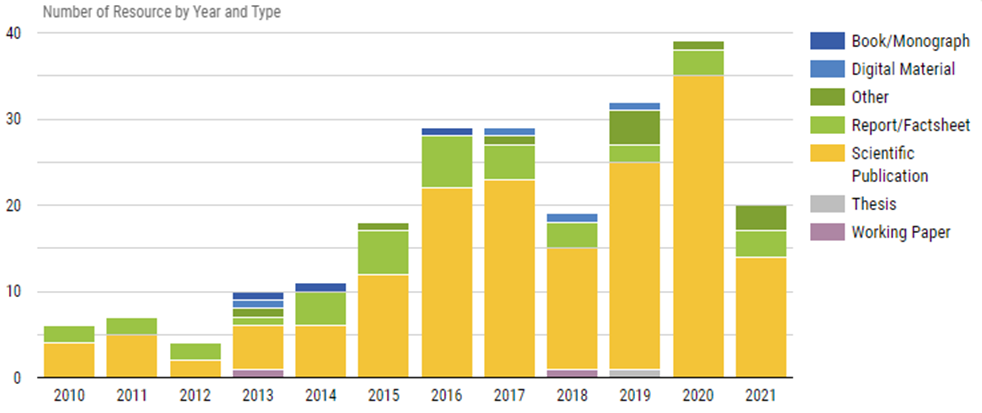 Number of Resource by Year and Type
40
30
20
10
0
2010 2011 2012 2013 2014 2015 2016 2017 2018 2019 2020 2021
Book/Monograph
Digital Material
Other
Report/Factsheet
Scientific
Publication
Thesis
Working Paper